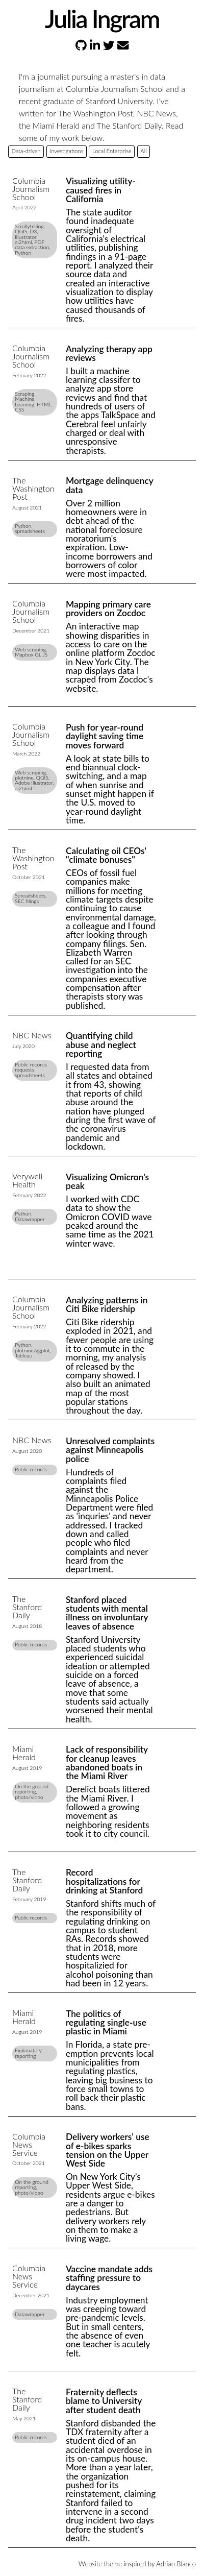 Julia Ingram
I'm a journalist pursuing a master's in data
journalism at Columbia Journalism School and a
recent graduate of Stanford University. I've
written for The Washington Post, NBC News,
the Miami Herald and The Stanford Daily. Read
some of my work below.
Data-driven Investigations Local Enterprise All
Columbia
Journalism
School
April 2022
Scrollytelling,
QGIS, D3,
Illustrator,
ai2html, PDF
data extraction,
Python
Visualizing utility-
caused fires in
California
The state auditor
found inadequate
oversight of
California's electrical
utilities, publishing
findings in a 91-page
report. I analyzed their
source data and
created an interactive
visualization to display
how utilities have
caused thousands of
fires.
Columbia
Journalism
School
February 2022
Scraping,
Machine
Learning, HTML,
CSS
Analyzing therapy app
reviews
I built a machine
learning classifer to
analyze app store
reviews and find that
hundreds of users of
the apps TalkSpace and
Cerebral feel unfairly
charged or deal with
unresponsive
therapists.
The
Washington
Post
August 2021
Python,
spreadsheets
Mortgage delinquency
data
Over 2 million
homeowners were in
debt ahead of the
national foreclosure
moratorium's
expiration. Low-
income borrowers and
borrowers of color
were most impacted.
Columbia
Journalism
School
December 2021
Web scraping,
Mapbox GL JS
Mapping primary care
providers on Zocdoc
An interactive map
showing disparities in
access to care on the
online platform Zocdoc
in New York City. The
map displays data I
scraped from Zocdoc's
website.
Columbia
Journalism
School
March 2022
Web scraping,
plotnine, QGIS,
Adobe Illustrator,
ai2html
Push for year-round
daylight saving time
moves forward
A look at state bills to
end biannual clock-
switching, and a map
of when sunrise and
sunset might happen if
the U.S. moved to
year-round daylight
time.
The
Washington
Post
October 2021
Spreadsheets,
SEC filings
Calculating oil CEOs'
"climate bonuses"
CEOs of fossil fuel
companies make
millions for meeting
climate targets despite
continuing to cause
environmental damage,
a colleague and I found
after looking through
company filings. Sen.
Elizabeth Warren
called for an SEC
investigation into the
companies executive
compensation after
therapists story was
published.
NBC News
July 2020
Public records
requests,
spreadsheets
Quantifying child
abuse and neglect
reporting
I requested data from
all states and obtained
it from 43, showing
that reports of child
abuse around the
nation have plunged
during the first wave of
the coronavirus
pandemic and
lockdown.
Verywell
Health
February 2022
Python,
Datawrapper
Visualizing Omicron's
peak
I worked with CDC
data to show the
Omicron COVID wave
peaked around the
same time as the 2021
winter wave.
Columbia
Journalism
School
February 2022
Python,
plotnine/ggplot,
Tableau
Analyzing patterns in
Citi Bike ridership
Citi Bike ridership
exploded in 2021, and
fewer people are using
it to commute in the
morning, my analysis
of released by the
company showed. I
also built an animated
map of the most
popular stations
throughout the day.
NBC News
August 2020
Public records
Unresolved complaints
against Minneapolis
police
Hundreds of
complaints filed
against the
Minneapolis Police
Department were filed
as 'inquries' and never
addressed. I tracked
down and called
people who filed
complaints and never
heard from the
department.
The
Stanford
Daily
August 2018
Public records
Stanford placed
students with mental
illness on involuntary
leaves of absence
Stanford University
placed students who
experienced suicidal
ideation or attempted
suicide on a forced
leave of absence, a
move that some
students said actually
worsened their mental
health.
Miami
Herald
August 2019
On the ground
reporting,
photo/video
Lack of responsibility
for cleanup leaves
abandoned boats in
the Miami River
Derelict boats littered
the Miami River. I
followed a growing
movement as
neighboring residents
took it to city council.
The
Stanford
Daily
February 2019
Public records
Record
hospitalizations for
drinking at Stanford
Stanford shifts much of
the responsibility of
regulating drinking on
campus to student
RAs. Records showed
that in 2018, more
students were
hospitalizied for
alcohol poisoning than
had been in 12 years.
Miami
Herald
August 2019
Explanatory
reporting
The politics of
regulating single-use
plastic in Miami
In Florida, a state pre-
emption prevents local
municipalities from
regulating plastics,
leaving big business to
force small towns to
roll back their plastic
bans.
Columbia
News
Service
October 2021
On the ground
reporting,
photo/video
Delivery workers' use
of e-bikes sparks
tension on the Upper
West Side
On New York City's
Upper West Side,
residents argue e-bikes
are a danger to
pedestrians. But
delivery workers rely
on them to make a
living wage.
Columbia
News
Service
December 2021
Datawrapper
Vaccine mandate adds
staffing pressure to
daycares
Industry employment
was creeping toward
pre-pandemic levels.
But in small centers,
the absence of even
one teacher is acutely
felt.
The
Stanford
Daily
May 2021
Public records
Fraternity deflects
blame to University
after student death
Stanford disbanded the
TDX fraternity after a
student died of an
accidental overdose in
its on-campus house.
More than a year later,
the organization
pushed for its
reinstatement, claiming
Stanford failed to
intervene in a second
drug incident two days
before the student's
death.
Website theme inspired by Adrian Blanco